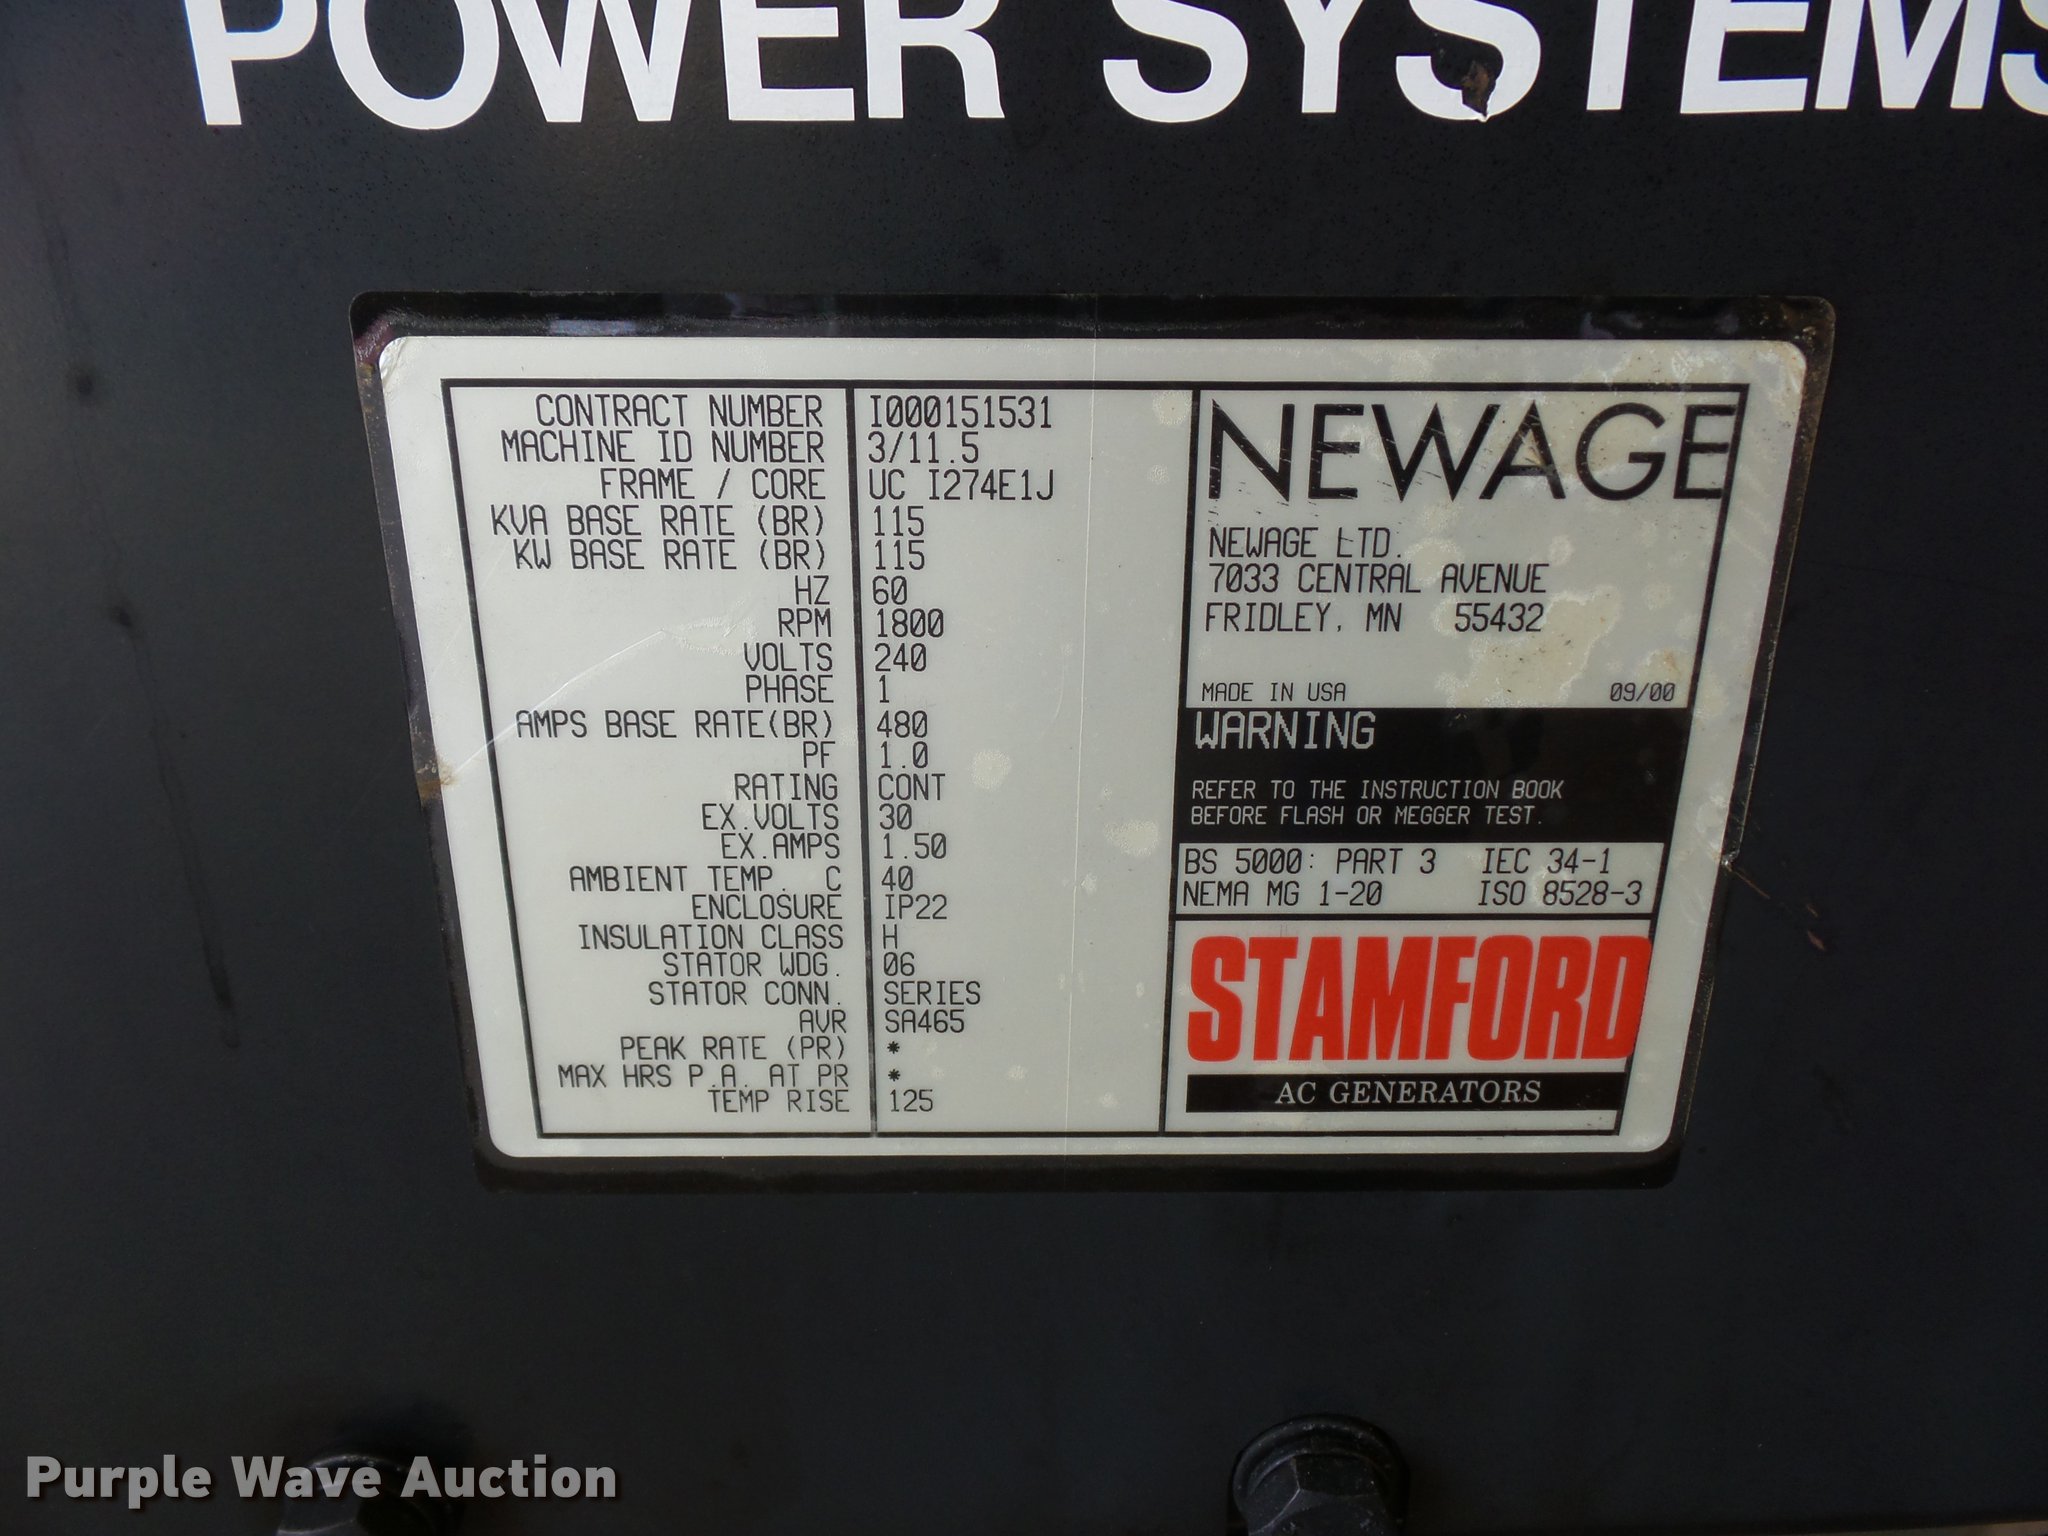 POWER SYSTEMS
CONTRACT NUMBER I000151531
MACHINE ID NUMBER 3/11.5
FRAME / CORE UC I274E1J
KVA BASE RATE (BR) 115
KW BASE RATE (BR) 115
HZ 60
RPM 1800
VOLTS 240
PHASE 1
AMPS BASE RATE(BR) 480
PF 1.0
RATING CONT
EX.VOLTS 30
EX.AMPS 1.50
AMBIENT TEMP. C 40
ENCLOSURE IP22
INSULATION CLASS H
STATOR WDG. 06
STATOR CONN. SERIES
AVR SA465
PEAK RATE (PR) *
MAX HRS P.A. AT PR *
TEMP RISE 125
NEWAGE
NEWAGE LTD.
7033 CENTRAL AVENUE
FRIDLEY, MN 55432
MADE IN USA 09/00
WARNING
REFER TO THE INSTRUCTION BOOK
BEFORE FLASH OR MEGGER TEST.
BS 5000: PART 3 IEC 34-1
NEMA MG 1-20 ISO 8528-3
STAMFORD
AC GENERATORS
Purple Wave Auction